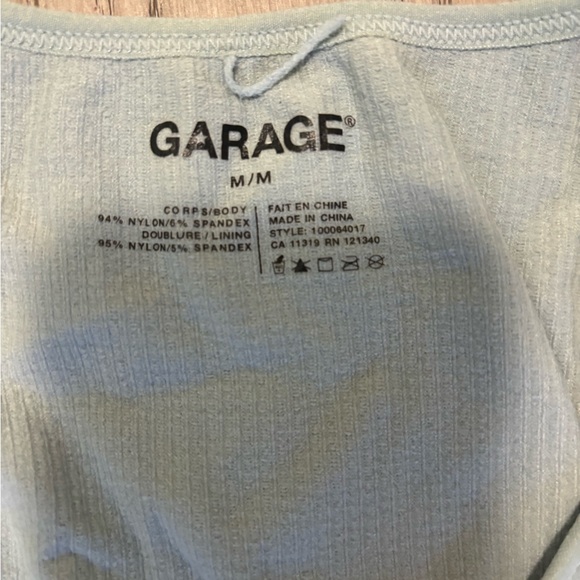 GARAGE®
M/M
CORPS/BODY
94% NYLON/6% SPANDEX
DOUBLURE / LINING
95% NYLON/5% SPANDEX
FAIT EN CHINE
MADE IN CHINA
STYLE: 100064017
CA 11319 RN 121340